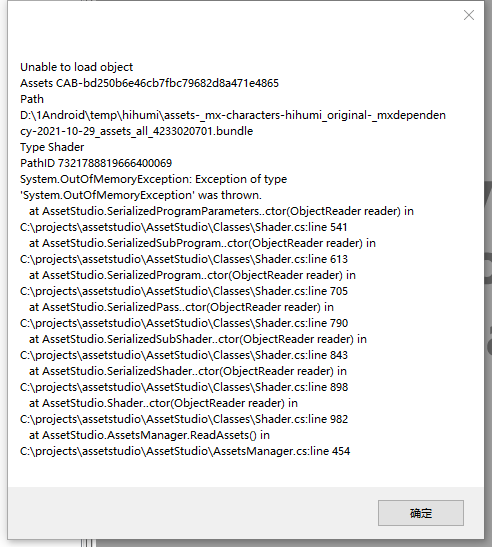 Unable to load object
Assets CAB-bd250b6e46cb7fbc79682d8a471e4865
Path
D:\1Android\temp\hihumi\assets-_mx-characters-hihumi_original-_mxdependen
cy-2021-10-29_assets_all_4233020701.bundle
Type Shader
PathID 7321788819666400069
System.OutOfMemoryException: Exception of type
'System.OutOfMemoryException' was thrown.
   at AssetStudio.SerializedProgramParameters..ctor(ObjectReader reader) in
C:\projects\assetstudio\AssetStudio\Classes\Shader.cs:line 541
   at AssetStudio.SerializedSubProgram..ctor(ObjectReader reader) in
C:\projects\assetstudio\AssetStudio\Classes\Shader.cs:line 613
   at AssetStudio.SerializedProgram..ctor(ObjectReader reader) in
C:\projects\assetstudio\AssetStudio\Classes\Shader.cs:line 705
   at AssetStudio.SerializedPass..ctor(ObjectReader reader) in
C:\projects\assetstudio\AssetStudio\Classes\Shader.cs:line 790
   at AssetStudio.SerializedSubShader..ctor(ObjectReader reader) in
C:\projects\assetstudio\AssetStudio\Classes\Shader.cs:line 843
   at AssetStudio.SerializedShader..ctor(ObjectReader reader) in
C:\projects\assetstudio\AssetStudio\Classes\Shader.cs:line 898
   at AssetStudio.Shader..ctor(ObjectReader reader) in
C:\projects\assetstudio\AssetStudio\Classes\Shader.cs:line 982
   at AssetStudio.AssetsManager.ReadAssets() in
C:\projects\assetstudio\AssetStudio\AssetsManager.cs:line 454
确定